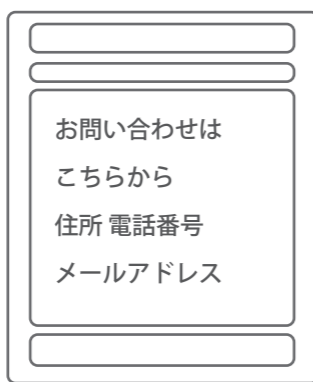 お問い合わせは
こちらから
住所 電話番号
メールアドレス